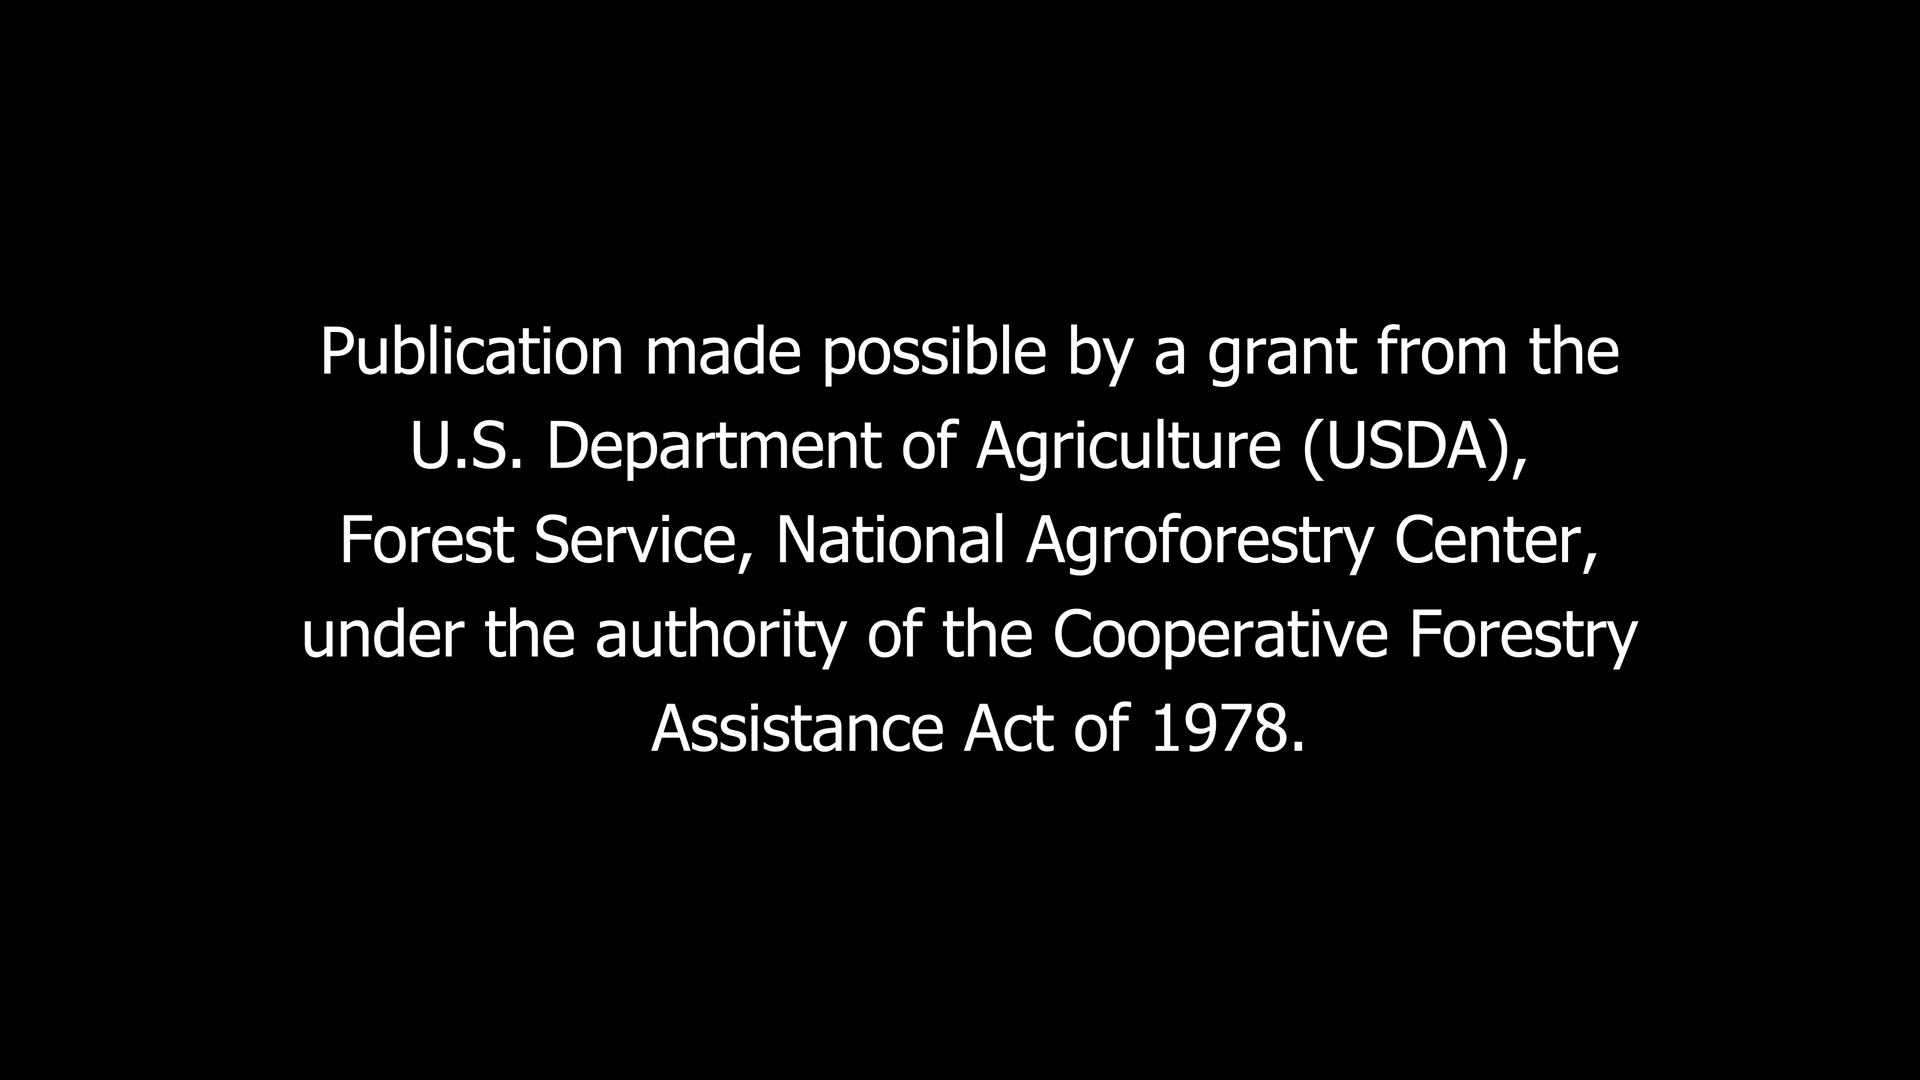 Publication made possible by a grant from the
U.S. Department of Agriculture (USDA),
Forest Service, National Agroforestry Center,
under the authority of the Cooperative Forestry
Assistance Act of 1978.